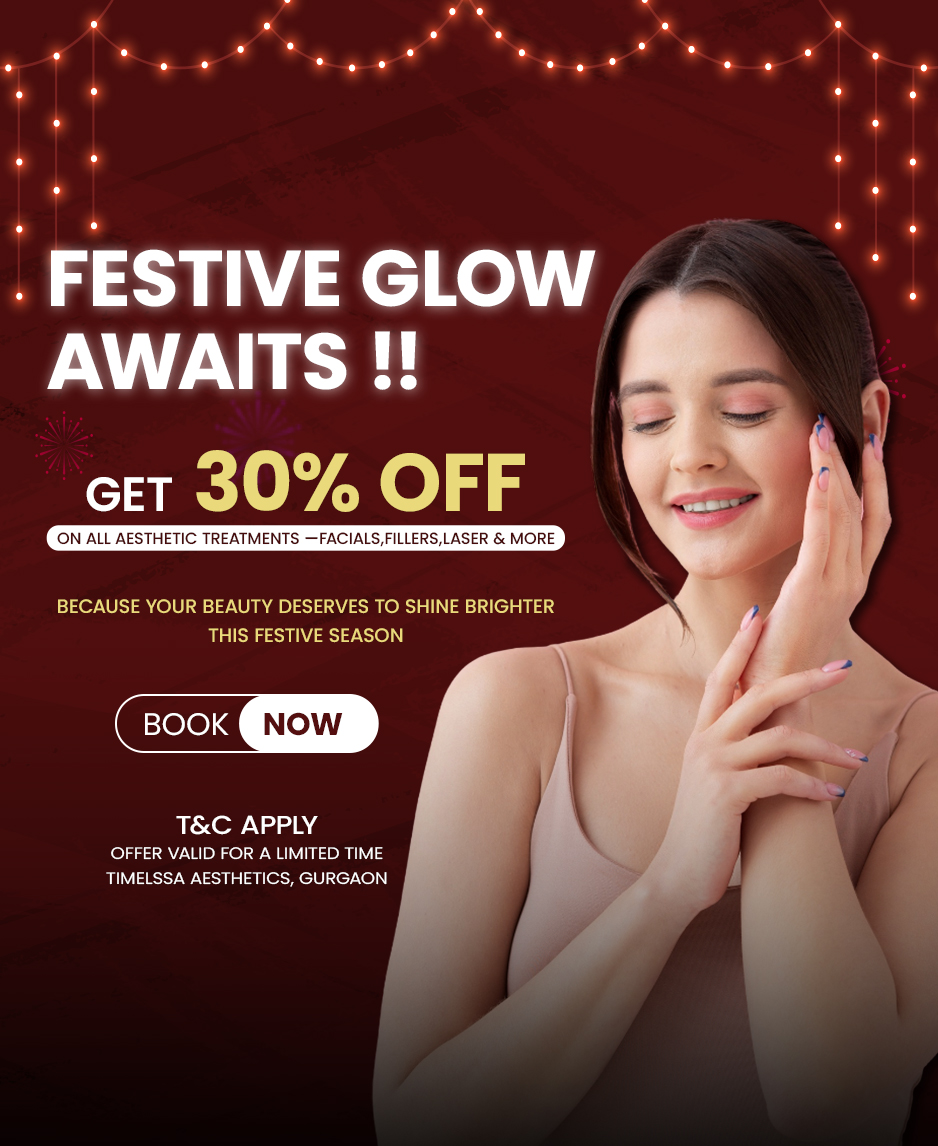 FESTIVE GLOW
AWAITS !!
GET 30% OFF
ON ALL AESTHETIC TREATMENTS —FACIALS,FILLERS,LASER & MORE
BECAUSE YOUR BEAUTY DESERVES TO SHINE BRIGHTER
THIS FESTIVE SEASON
BOOK NOW
T&C APPLY
OFFER VALID FOR A LIMITED TIME
TIMELSSA AESTHETICS, GURGAON